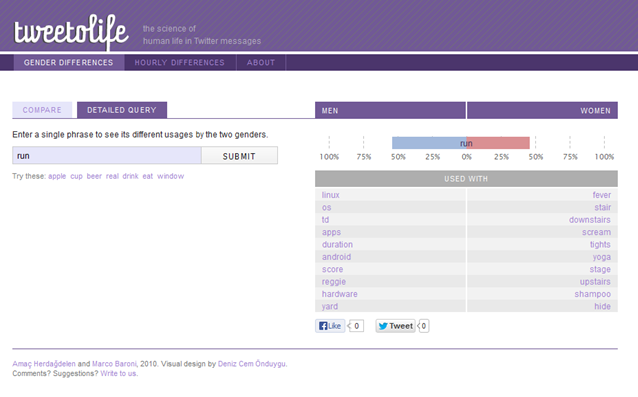 tweetolife
the science of
human life in Twitter messages
GENDER DIFFERENCES HOURLY DIFFERENCES ABOUT
COMPARE DETAILED QUERY
Enter a single phrase to see its different usages by the two genders.
run SUBMIT
Try these: apple cup beer real drink eat window
MEN WOMEN
run
100% 75% 50% 25% 0% 25% 50% 75% 100%
USED WITH
linux fever
os stair
td downstairs
apps scream
duration tights
android yoga
score stage
reggie upstairs
hardware shampoo
yard hide
Like 0 Tweet 0
Amaç Herdağdelen and Marco Baroni, 2010. Visual design by Deniz Cem Önduygu.
Comments? Suggestions? Write to us.